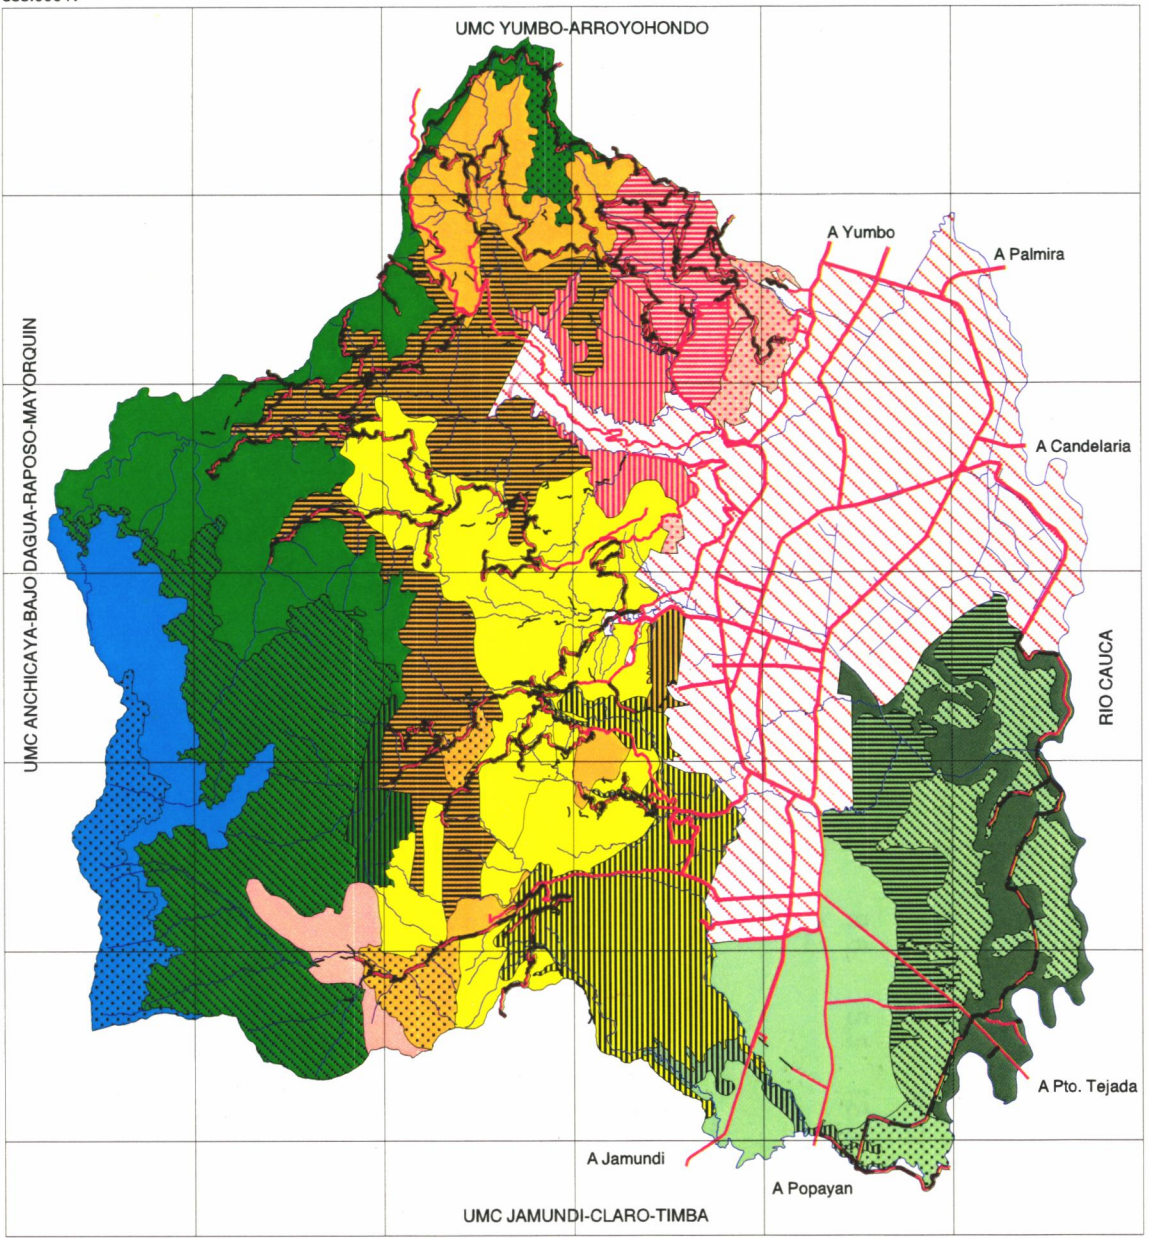 UMC YUMBO-ARROYOHONDO
A Yumbo
A Palmira
UMC ANCHICAYA-BAJO DAGUA-RAPOSO-MAYORQUIN
A Candelaria
RIO CAUCA
A Pto. Tejada
A Jamundi
A Popayan
UMC JAMUNDI-CLARO-TIMBA